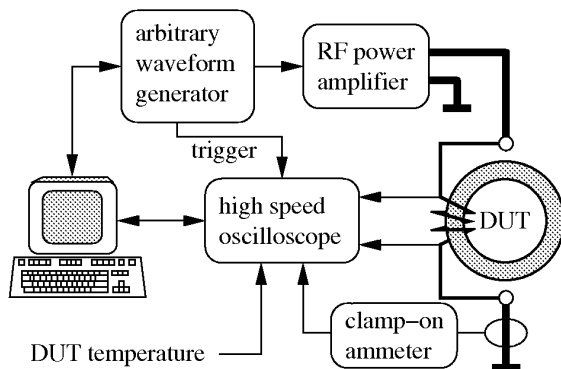 arbitrary
waveform
generator
RF power
amplifier
trigger
high speed
oscilloscope
DUT
clamp-on
ammeter
DUT temperature